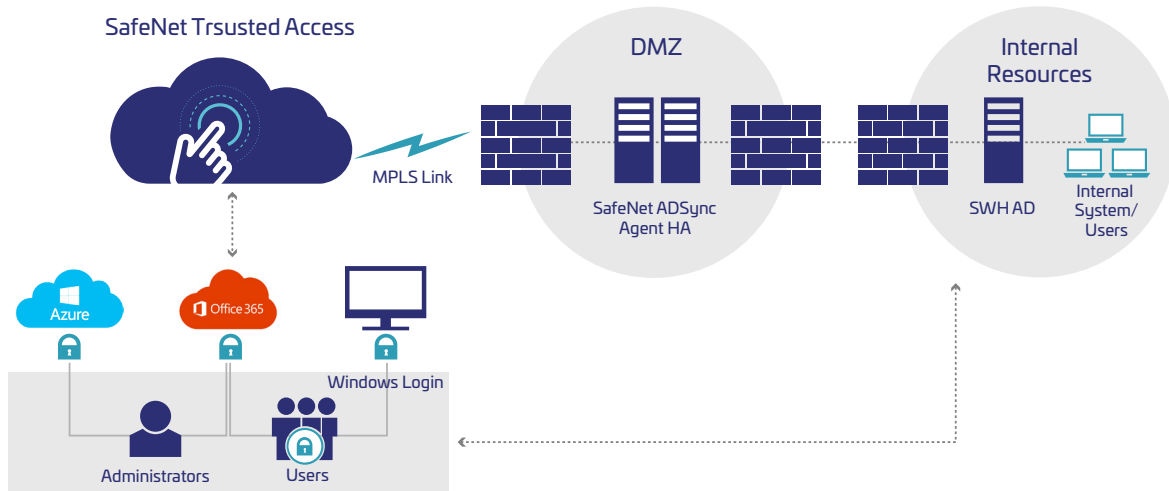 SafeNet Trsusted Access
DMZ
Internal
Resources
MPLS Link
SafeNet ADSync
Agent HA
SWH AD
Internal
System/
Users
Azure
Office 365
Windows Login
Administrators
Users